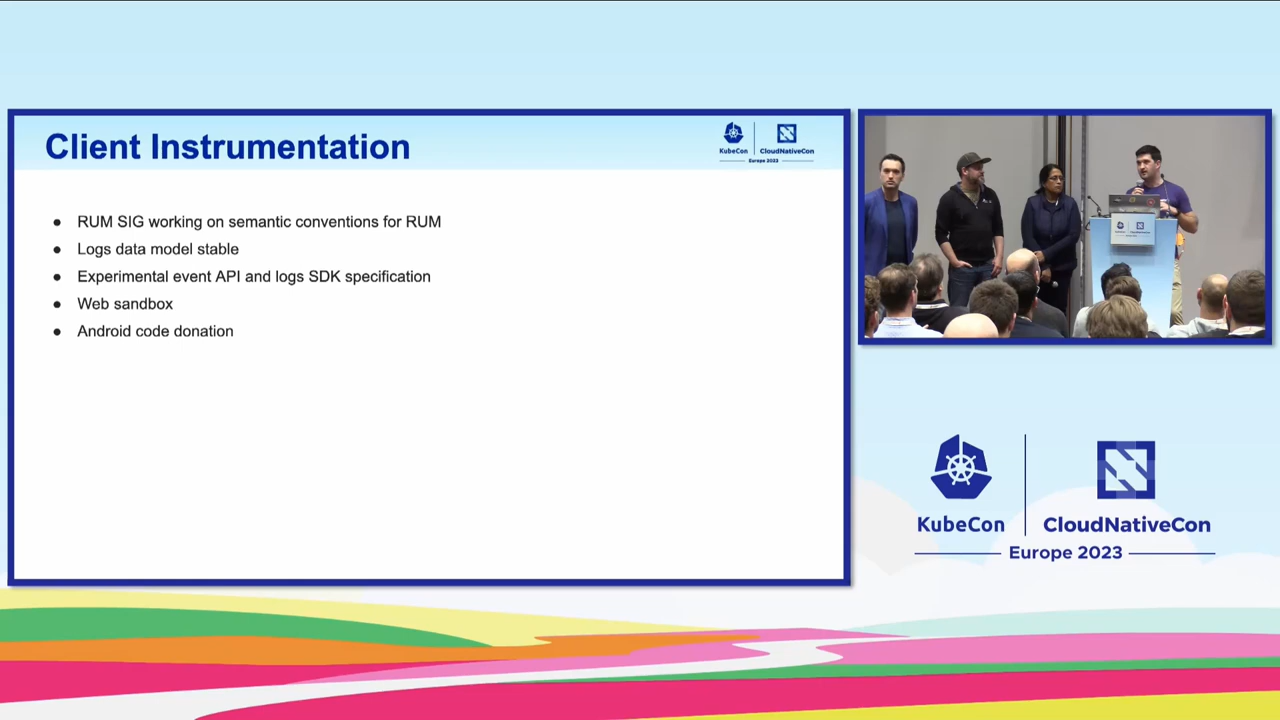 Client Instrumentation
KubeCon
CloudNativeCon
Europe 2023
● RUM SIG working on semantic conventions for RUM
● Logs data model stable
● Experimental event API and logs SDK specification
● Web sandbox
● Android code donation
KubeCon
CloudNativeCon
Europe 2023